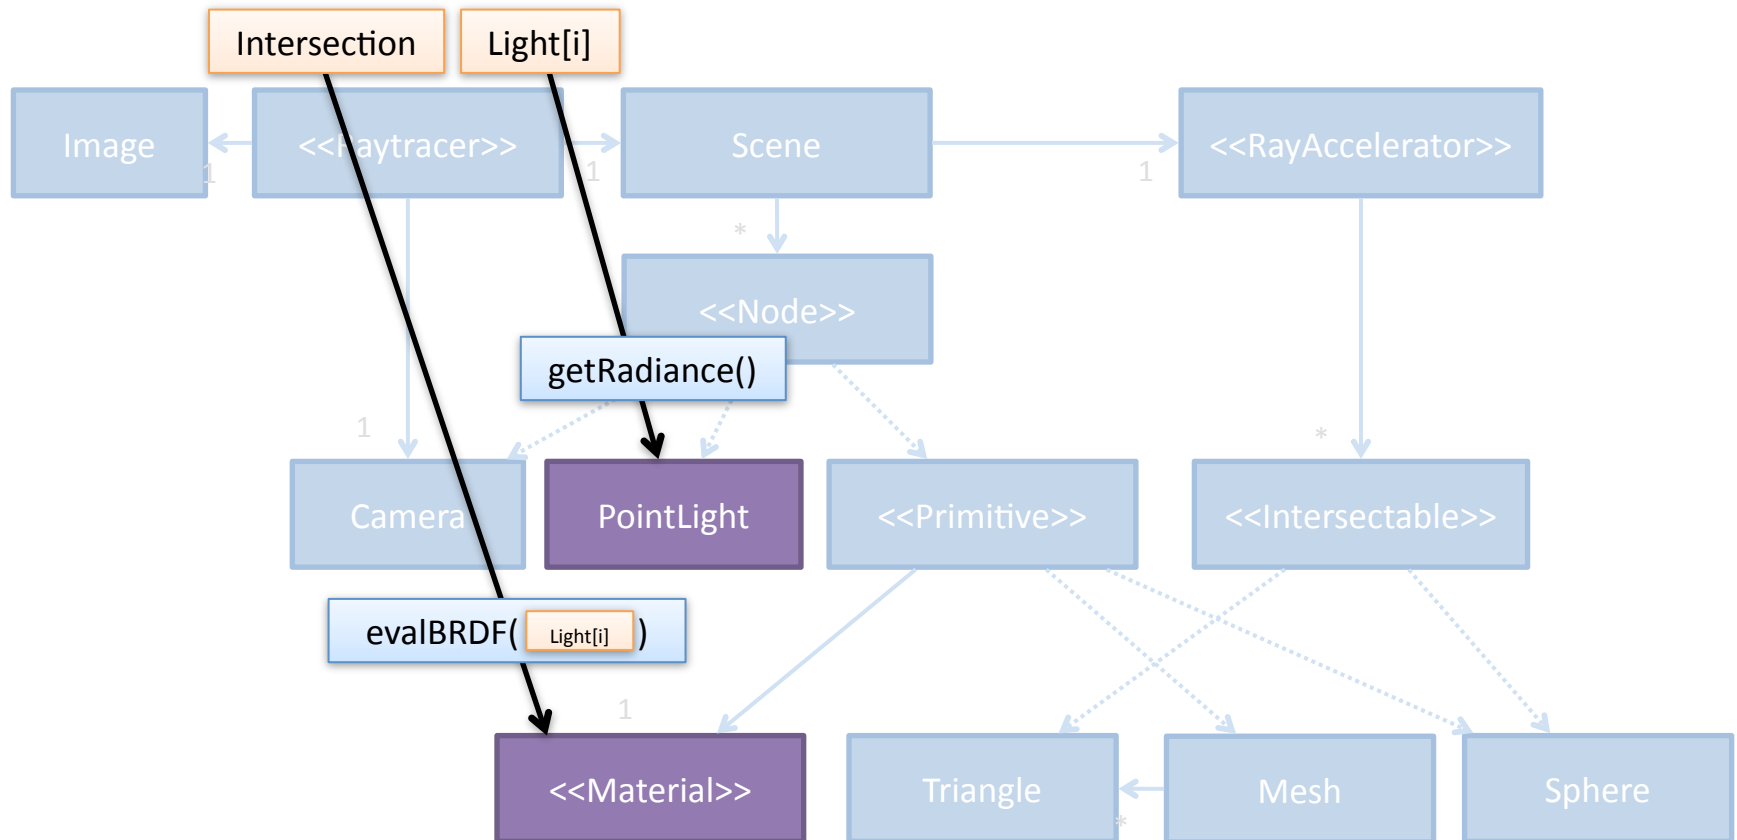 Intersection
Light[i]
Image
<<Raytracer>>
Scene
<<RayAccelerator>>
1
1
1
*
<<Node>>
getRadiance()
1
*
Camera
PointLight
<<Primitive>>
<<Intersectable>>
evalBRDF( Light[i] )
1
<<Material>>
Triangle
Mesh
Sphere
*